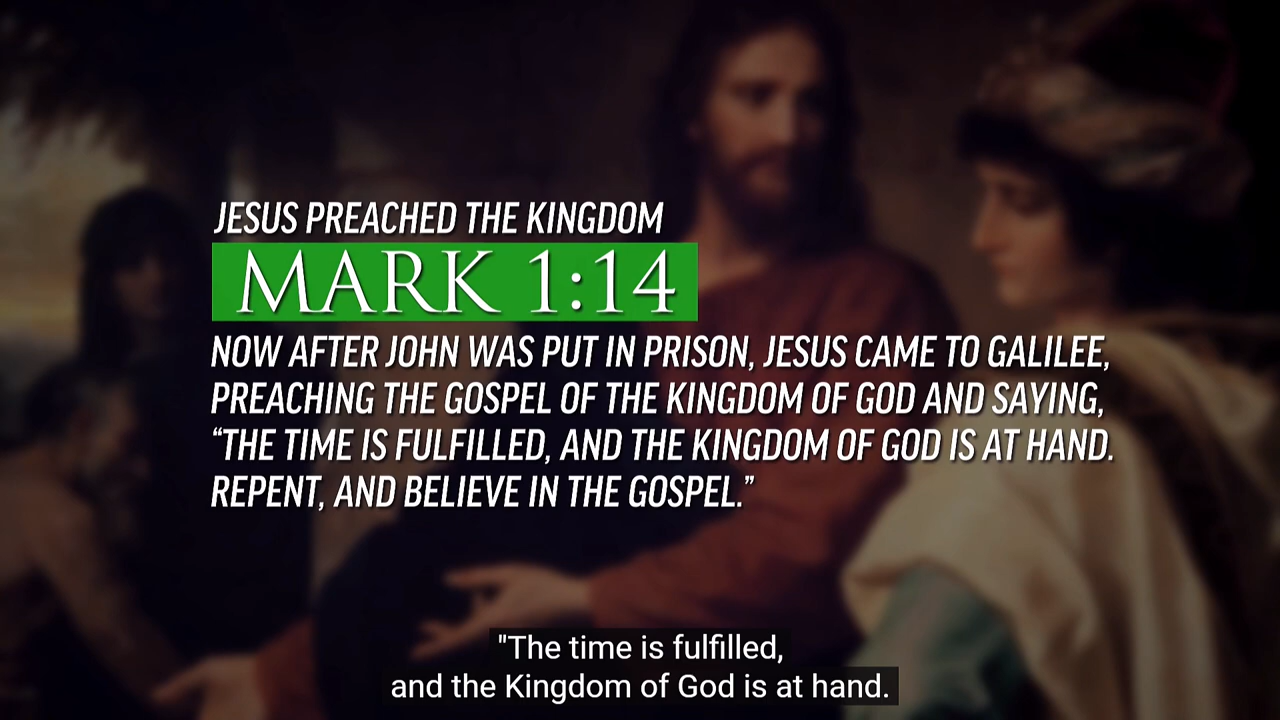 JESUS PREACHED THE KINGDOM
MARK 1:14
NOW AFTER JOHN WAS PUT IN PRISON, JESUS CAME TO GALILEE,
PREACHING THE GOSPEL OF THE KINGDOM OF GOD AND SAYING,
“THE TIME IS FULFILLED, AND THE KINGDOM OF GOD IS AT HAND.
REPENT, AND BELIEVE IN THE GOSPEL.”
"The time is fulfilled,
and the Kingdom of God is at hand.